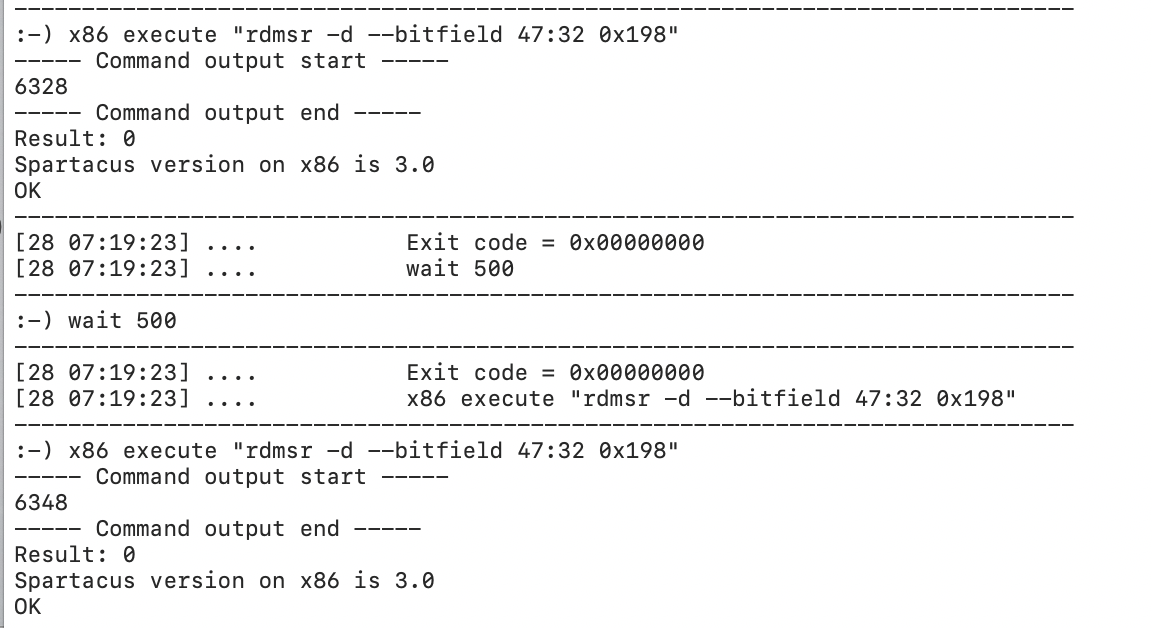 --------------------------------------------------------------------------------
:-) x86 execute "rdmsr -d --bitfield 47:32 0x198"
----- Command output start -----
6328
----- Command output end -----
Result: 0
Spartacus version on x86 is 3.0
OK
--------------------------------------------------------------------------------
[28 07:19:23] ....           Exit code = 0x00000000
[28 07:19:23] ....           wait 500
--------------------------------------------------------------------------------
:-) wait 500
--------------------------------------------------------------------------------
[28 07:19:23] ....           Exit code = 0x00000000
[28 07:19:23] ....           x86 execute "rdmsr -d --bitfield 47:32 0x198"
--------------------------------------------------------------------------------
:-) x86 execute "rdmsr -d --bitfield 47:32 0x198"
----- Command output start -----
6348
----- Command output end -----
Result: 0
Spartacus version on x86 is 3.0
OK